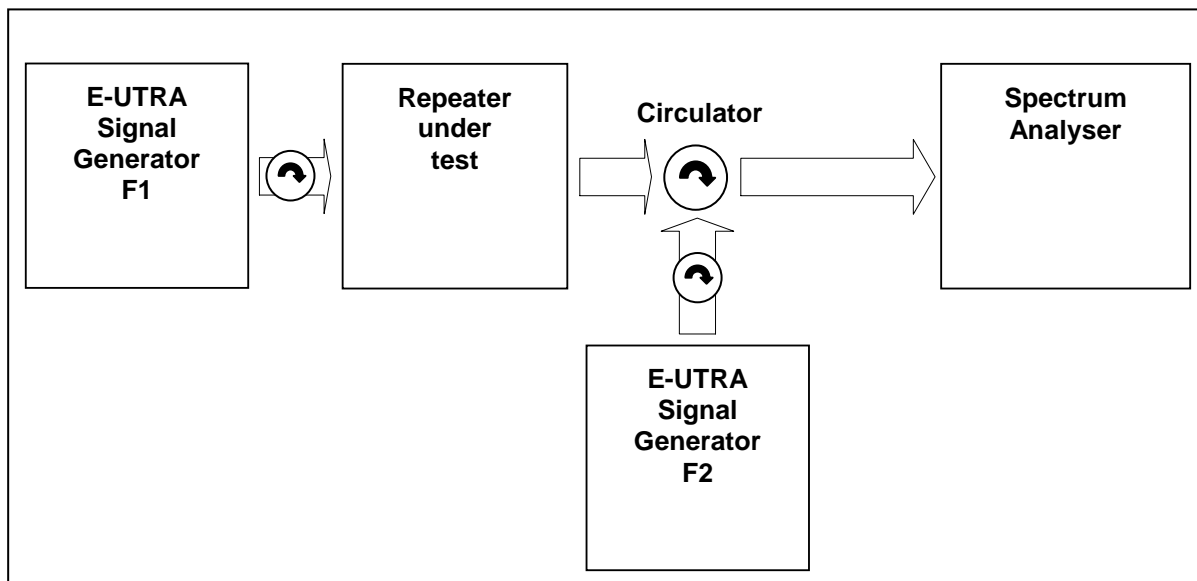 E-UTRA
Signal
Generator
F1
Repeater
under
test
Circulator
Spectrum
Analyser
E-UTRA
Signal
Generator
F2